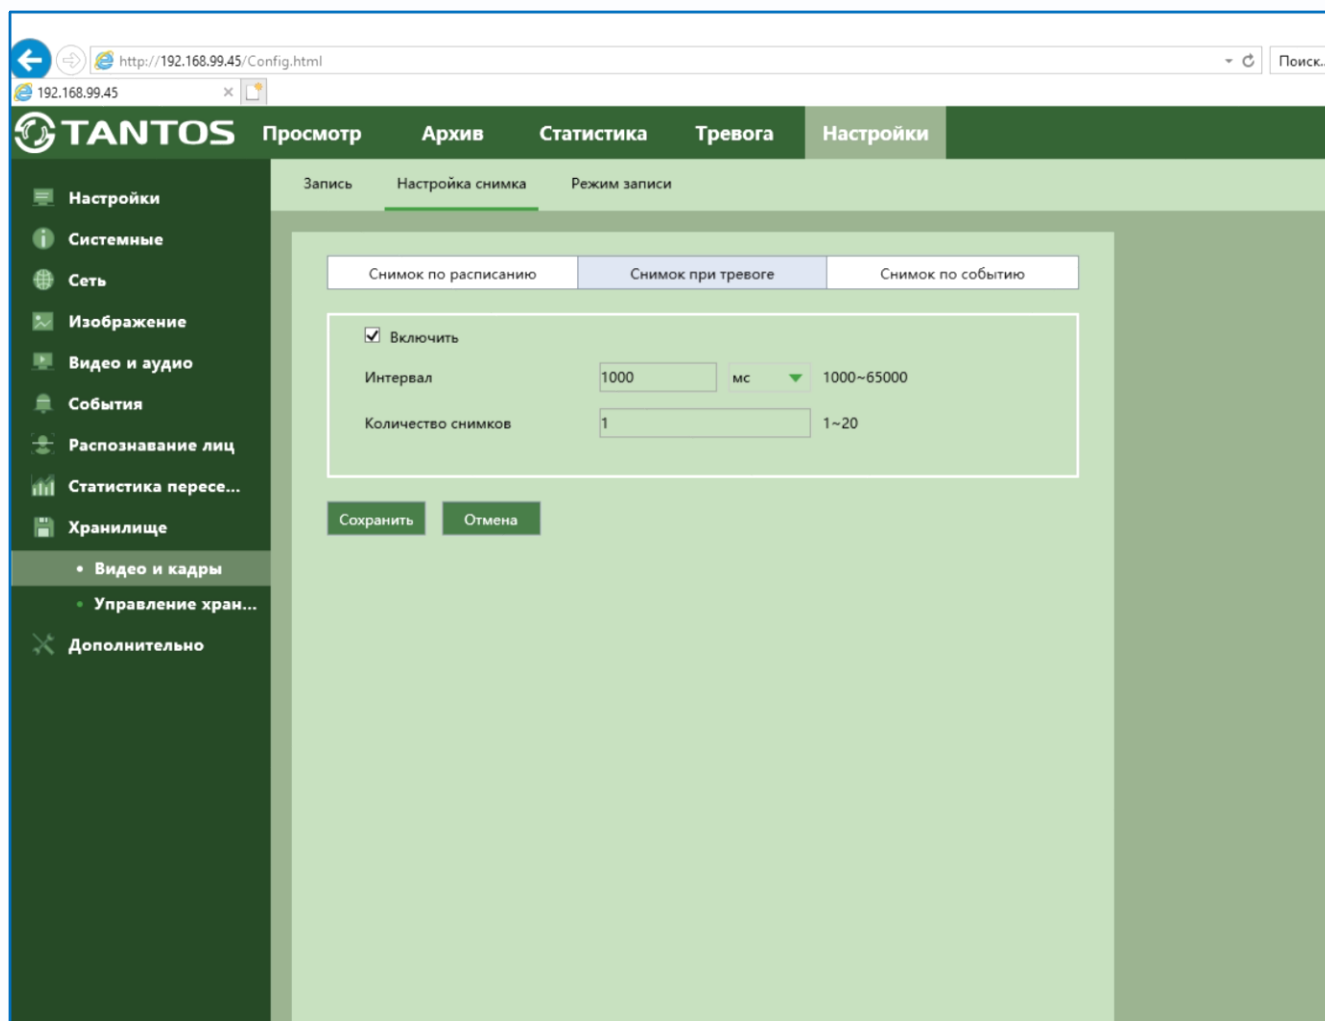 http://192.168.99.45/Config.html
Поиск...
192.168.99.45
TANTOS Просмотр Архив Статистика Тревога Настройки
Запись Настройка снимка Режим записи
Настройки
Системные
Сеть
Изображение
Видео и аудио
События
Распознавание лиц
Статистика пересе...
Хранилище
• Видео и кадры
• Управление хран...
Дополнительно
Снимок по расписанию Снимок при тревоге Снимок по событию
Включить
Интервал 1000 мс 1000~65000
Количество снимков 1 1~20
Сохранить Отмена